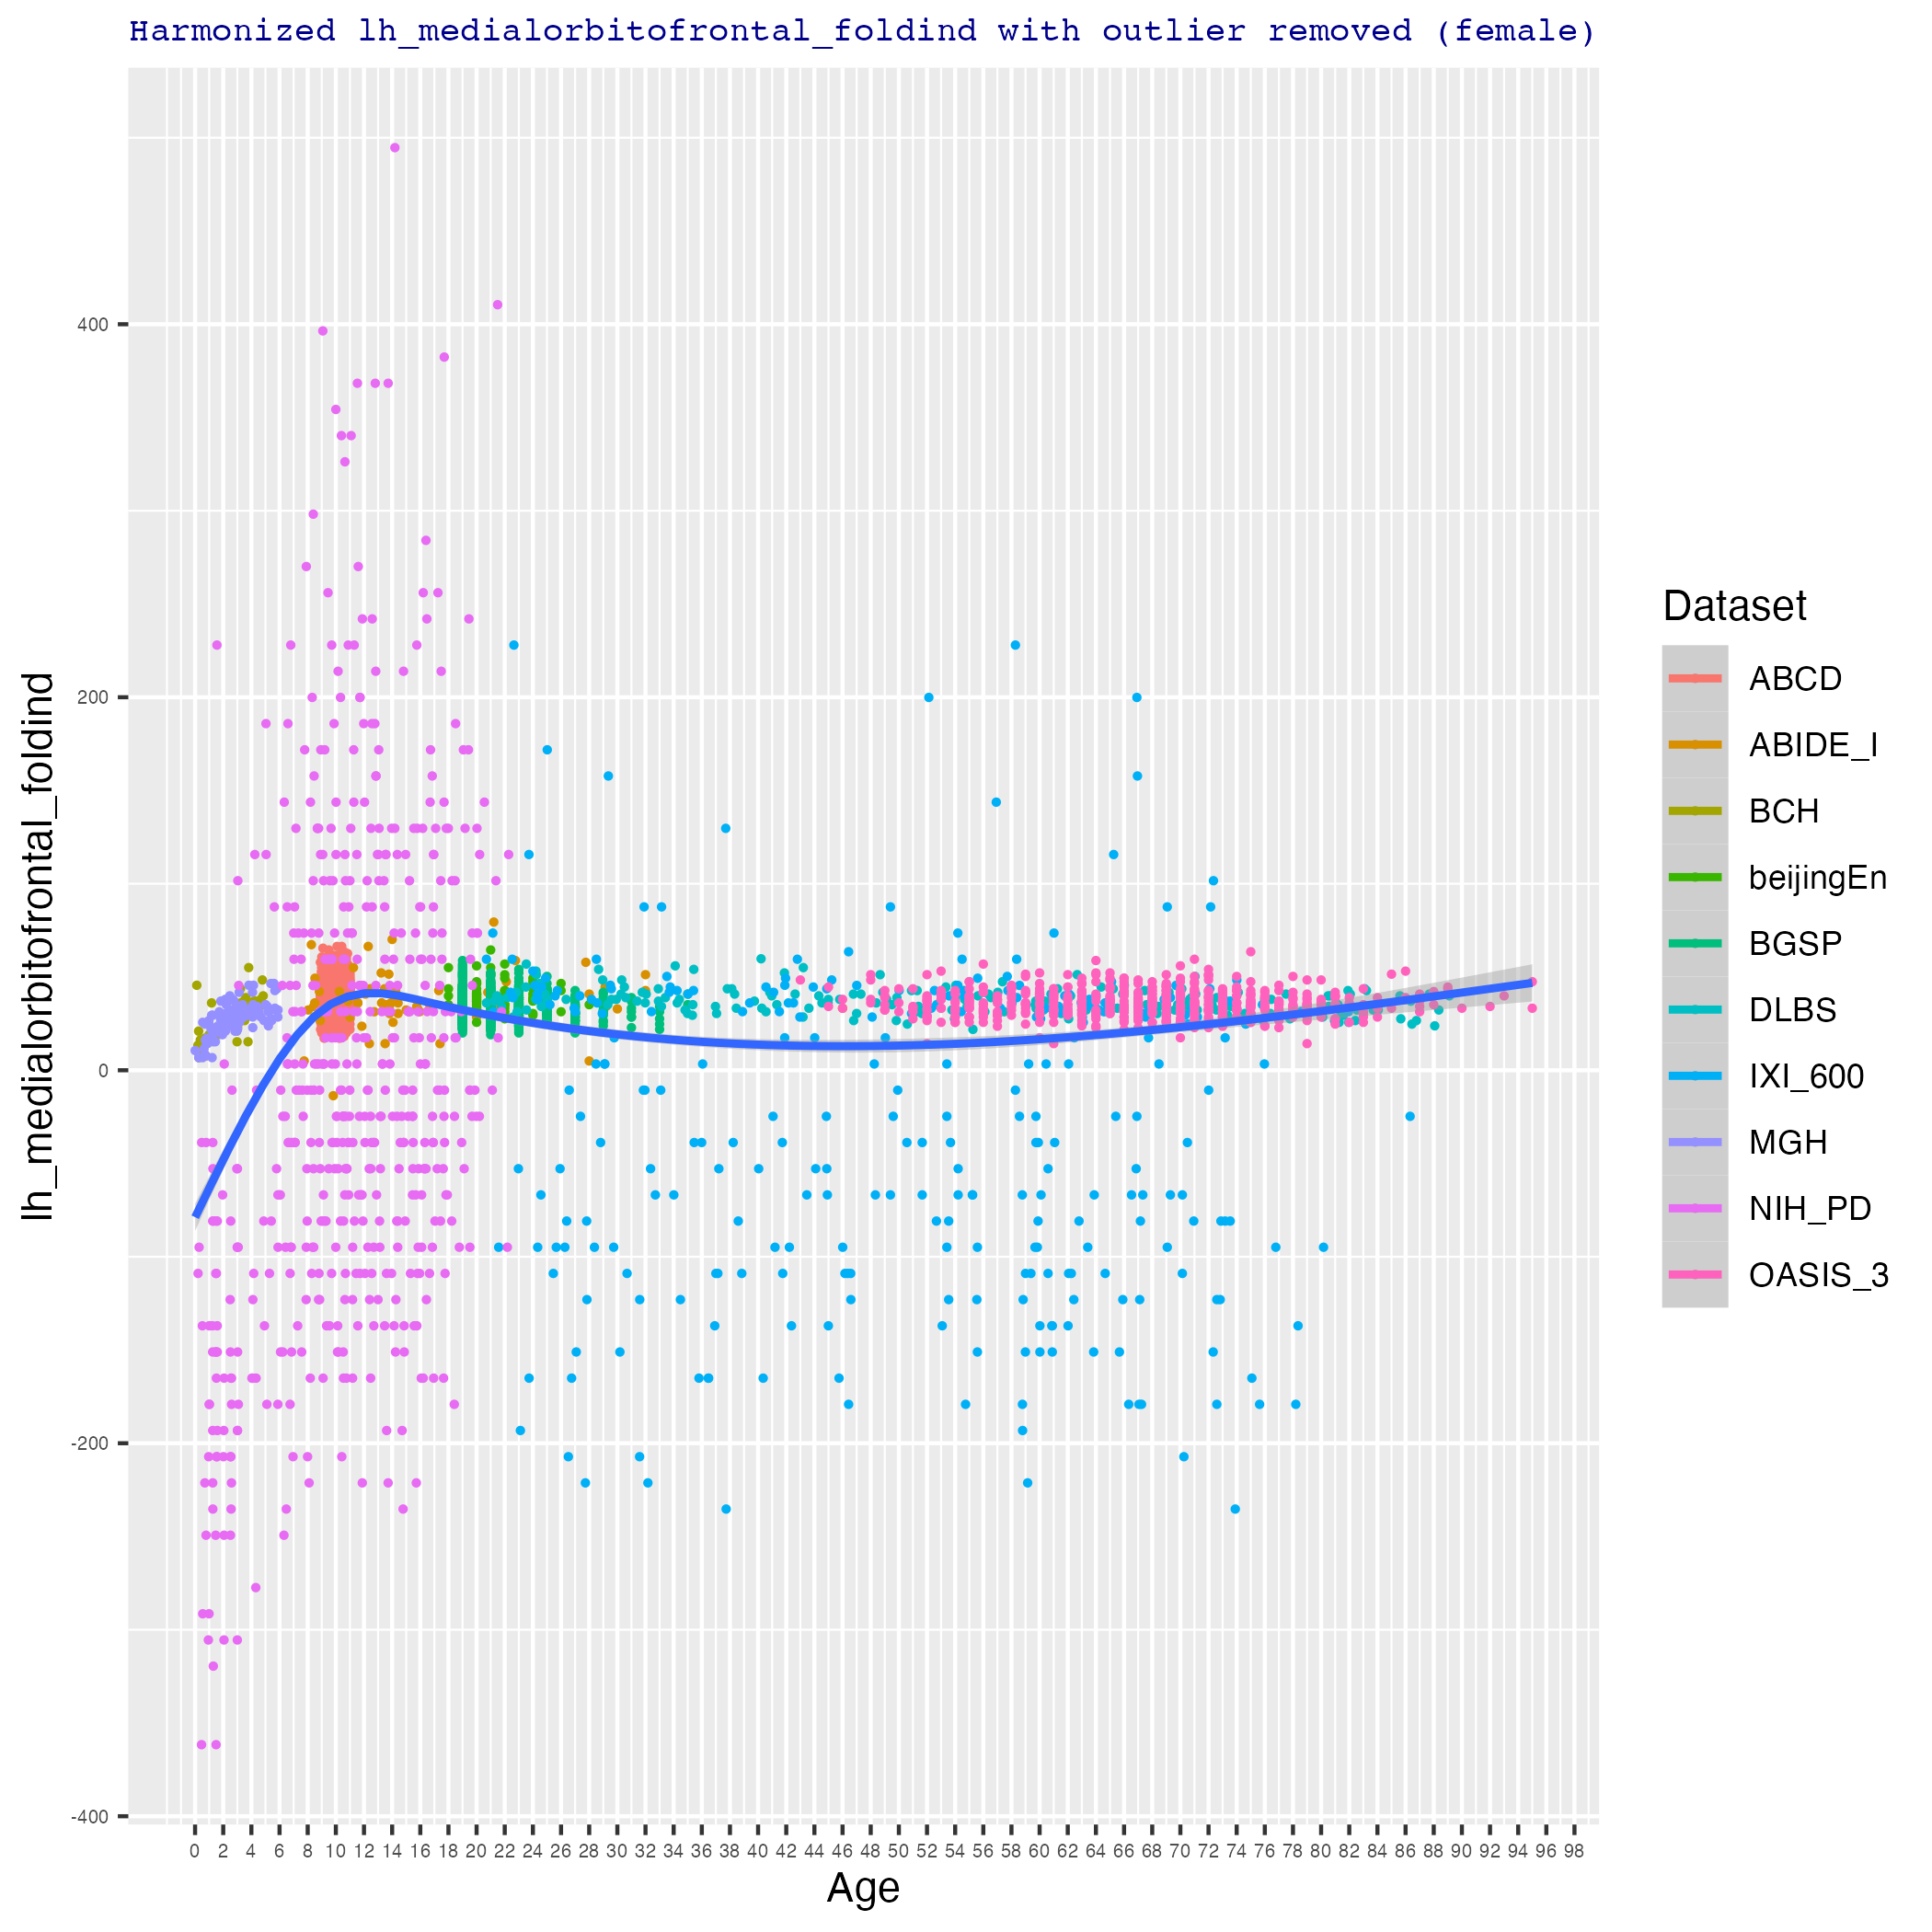 Harmonized lh_medialorbitofrontal_foldind with outlier removed (female)
lh_medialorbitofrontal_foldind
400
200
0
-200
-400
0 2 4 6 8 10 12 14 16 18 20 22 24 26 28 30 32 34 36 38 40 42 44 46 48 50 52 54 56 58 60 62 64 66 68 70 72 74 76 78 80 82 84 86 88 90 92 94 96 98
Age
Dataset
ABCD
ABIDE_I
BCH
beijingEn
BGSP
DLBS
IXI_600
MGH
NIH_PD
OASIS_3